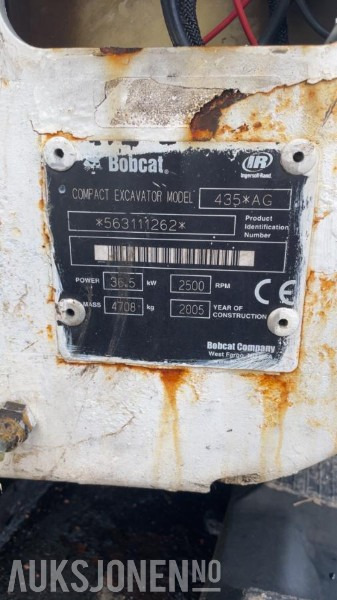 Bobcat.
IR
Ingersoll-Rand.
COMPACT EXCAVATOR MODEL 435*AG
*563111262* Product
Identification
Number
POWER 36.5 kW 2500 RPM
MASS 4708 kg 2005 YEAR OF
CONSTRUCTION
CE
Bobcat Company
West Fargo,
AUKSJONEN.NO